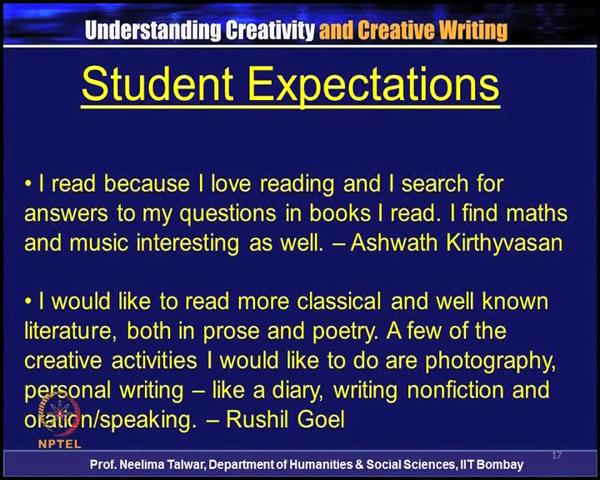 Understanding Creativity and Creative Writing
Student Expectations
• I read because I love reading and I search for
answers to my questions in books I read. I find maths
and music interesting as well. – Ashwath Kirthyvasan
• I would like to read more classical and well known
literature, both in prose and poetry. A few of the
creative activities I would like to do are photography,
personal writing – like a diary, writing nonfiction and
oration/speaking. – Rushil Goel
NPTEL
17
Prof. Neelima Talwar, Department of Humanities & Social Sciences, IIT Bombay